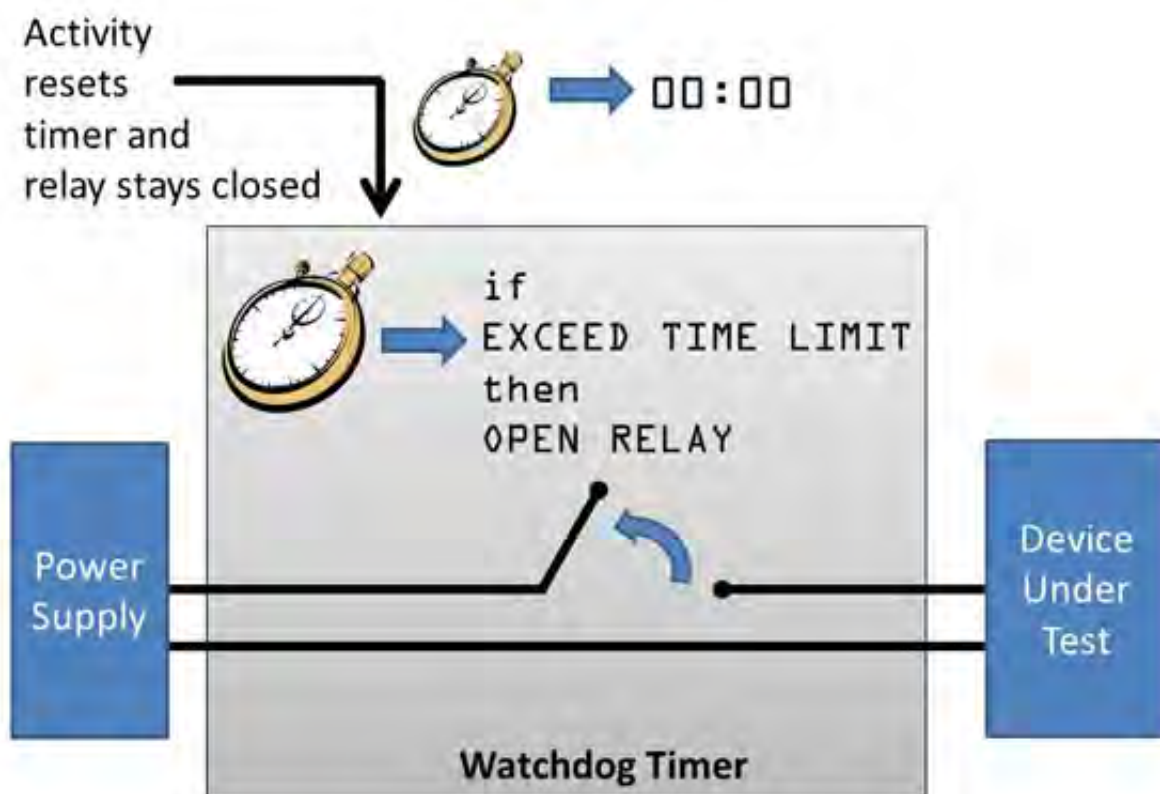 Activity
resets
timer and
relay stays closed
00:00
if
EXCEED TIME LIMIT
then
OPEN RELAY
Power
Supply
Device
Under
Test
Watchdog Timer